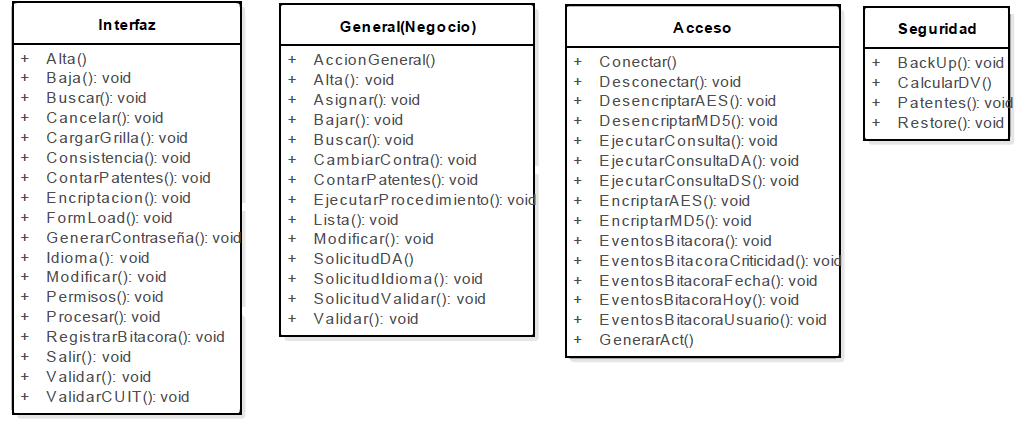 Interfaz
+ Alta()
+ Baja(): void
+ Buscar(): void
+ Cancelar(): void
+ CargarGrilla(): void
+ Consistencia(): void
+ ContarPatentes(): void
+ Encriptacion(): void
+ FormLoad(): void
+ GenerarContraseña(): void
+ Idioma(): void
+ Modificar(): void
+ Permisos(): void
+ Procesar(): void
+ RegistrarBitacora(): void
+ Salir(): void
+ Validar(): void
+ ValidarCUIT(): void
General(Negocio)
+ AccionGeneral()
+ Alta(): void
+ Asignar(): void
+ Bajar(): void
+ Buscar(): void
+ CambiarContra(): void
+ ContarPatentes(): void
+ EjecutarProcedimiento(): void
+ Lista(): void
+ Modificar(): void
+ SolicitudDA()
+ SolicitudIdioma(): void
+ SolicitudValidar(): void
+ Validar(): void
Acceso
+ Conectar()
+ Desconectar(): void
+ DesencriptarAES(): void
+ DesencriptarMD5(): void
+ EjecutarConsulta(): void
+ EjecutarConsultaDA(): void
+ EjecutarConsultaDS(): void
+ EncriptarAES(): void
+ EncriptarMD5(): void
+ EventosBitacora(): void
+ EventosBitacoraCriticidad(): void
+ EventosBitacoraFecha(): void
+ EventosBitacoraHoy(): void
+ EventosBitacoraUsuario(): void
+ GenerarAct()
Seguridad
+ BackUp(): void
+ CalcularDV()
+ Patentes(): void
+ Restore(): void